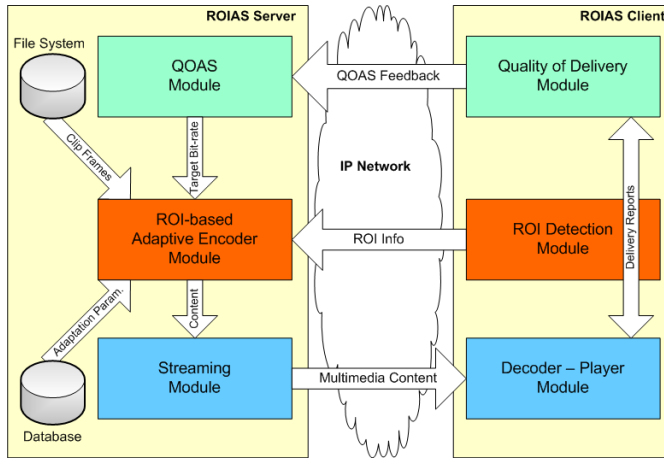 ROIAS Server
ROIAS Client
File System
QOAS
Module
QOAS Feedback
Quality of Delivery
Module
Clip Frames
Target Bit-rate
IP Network
ROI-based
Adaptive Encoder
Module
ROI Info
ROI Detection
Module
Delivery Reports
Adaptation Param.
Content
Streaming
Module
Multimedia Content
Decoder – Player
Module
Database